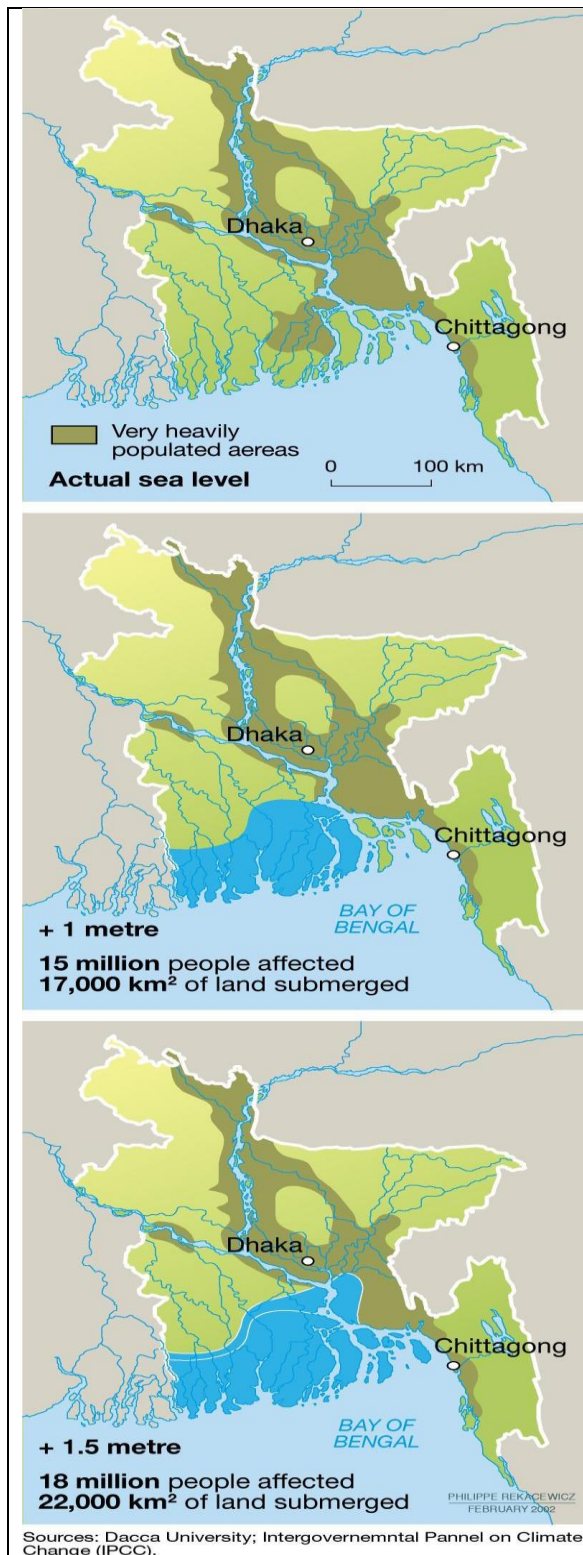 Dhaka
Chittagong
Very heavily
populated aereas
Actual sea level
0 100 km
Dhaka
Chittagong
BAY OF
BENGAL
+ 1 metre
15 million people affected
17,000 km² of land submerged
Dhaka
Chittagong
BAY OF
BENGAL
+ 1.5 metre
18 million people affected
22,000 km² of land submerged
PHILIPPE REKACEWICZ
FEBRUARY 2002
Sources: Dacca University; Intergovernemntal Pannel on Climate
Change (IPCC).